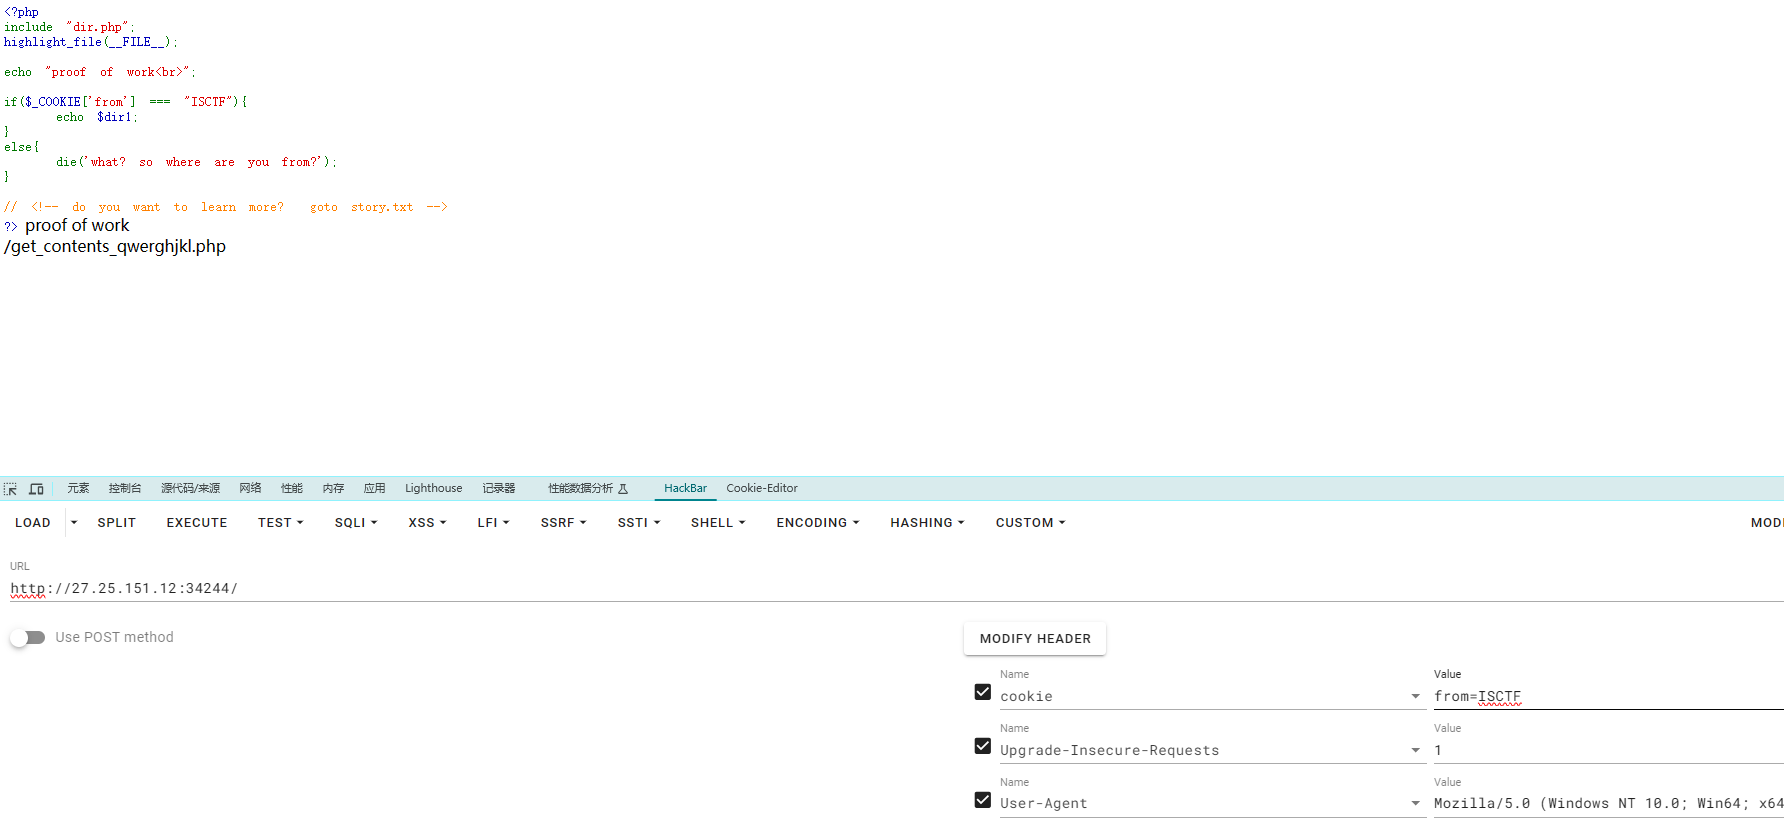 <?php
include "dir.php";
highlight_file(__FILE__);
echo "proof of work<br>";
if($_COOKIE['from'] === "ISCTF"){
echo $dir1;
}
else{
die('what? so where are you from?');
}
// <!-- do you want to learn more? goto story.txt -->
?> proof of work
/get_contents_qwerghjkl.php
元素 控制台 源代码/来源 网络 性能 内存 应用 Lighthouse 记录器 性能数据分析 HackBar Cookie-Editor
LOAD SPLIT EXECUTE TEST SQLI XSS LFI SSRF SSTI SHELL ENCODING HASHING CUSTOM MODI
URL
http://27.25.151.12:34244/
Use POST method
MODIFY HEADER
Name Value
cookie from=ISCTF
Name Value
Upgrade-Insecure-Requests 1
Name Value
User-Agent Mozilla/5.0 (Windows NT 10.0; Win64; x64